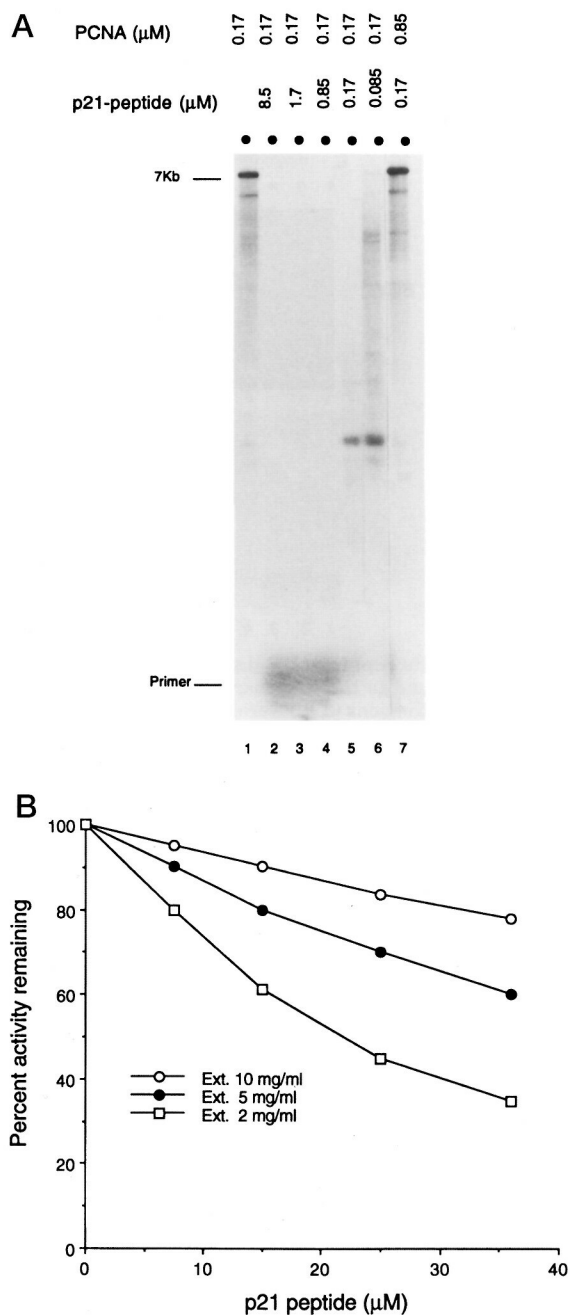 A
PCNA (μM) 0.17 0.17 0.17 0.17 0.17 0.17 0.85
p21-peptide (μM) 8.5 1.7 0.85 0.17 0.085 0.17
7Kb
Primer
1 2 3 4 5 6 7
B
100
80
60
40
20
0
Percent activity remaining
Ext. 10 mg/ml
Ext. 5 mg/ml
Ext. 2 mg/ml
0 10 20 30 40
p21 peptide (μM)